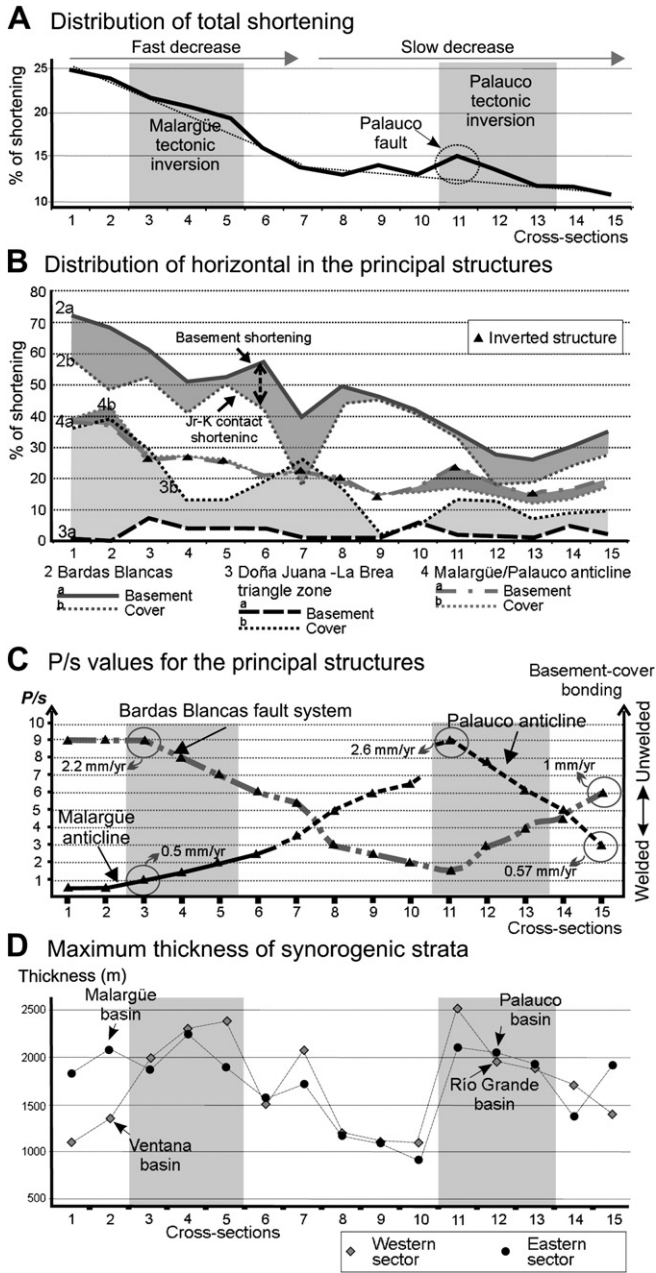 A Distribution of total shortening
Fast decrease
Slow decrease
% of shortening
25
20
15
10
Malargüe
tectonic
inversion
Palauco
fault
Palauco
tectonic
inversion
1 2 3 4 5 6 7 8 9 10 11 12 13 14 15
Cross-sections
B Distribution of horizontal in the principal structures
% of shortening
80
70
60
50
40
30
20
10
0
2a
2b
4b
4a
3b
3a
Basement shortening
Jr-K contact
shorteninc
▲ Inverted structure
1 2 3 4 5 6 7 8 9 10 11 12 13 14 15
2 Bardas Blancas
a Basement
b Cover
3 Doña Juana -La Brea
triangle zone
a Basement
b Cover
4 Malargüe/Palauco anticline
a Basement
b Cover
C P/s values for the principal structures
Basement-cover
bonding
P/s
10
9
8
7
6
5
4
3
2
1
Bardas Blancas fault system
Palauco anticline
2.2 mm/yr
2.6 mm/yr
1 mm/yr
Malargüe
anticline
0.5 mm/yr
0.57 mm/yr
Welded Unwelded
1 2 3 4 5 6 7 8 9 10 11 12 13 14 15
Cross-sections
D Maximum thickness of synorogenic strata
Thickness (m)
2500
2000
1500
1000
500
Malargüe
basin
Ventana
basin
Palauco
basin
Río Grande
basin
1 2 3 4 5 6 7 8 9 10 11 12 13 14 15
Cross-sections
Western
sector
Eastern
sector